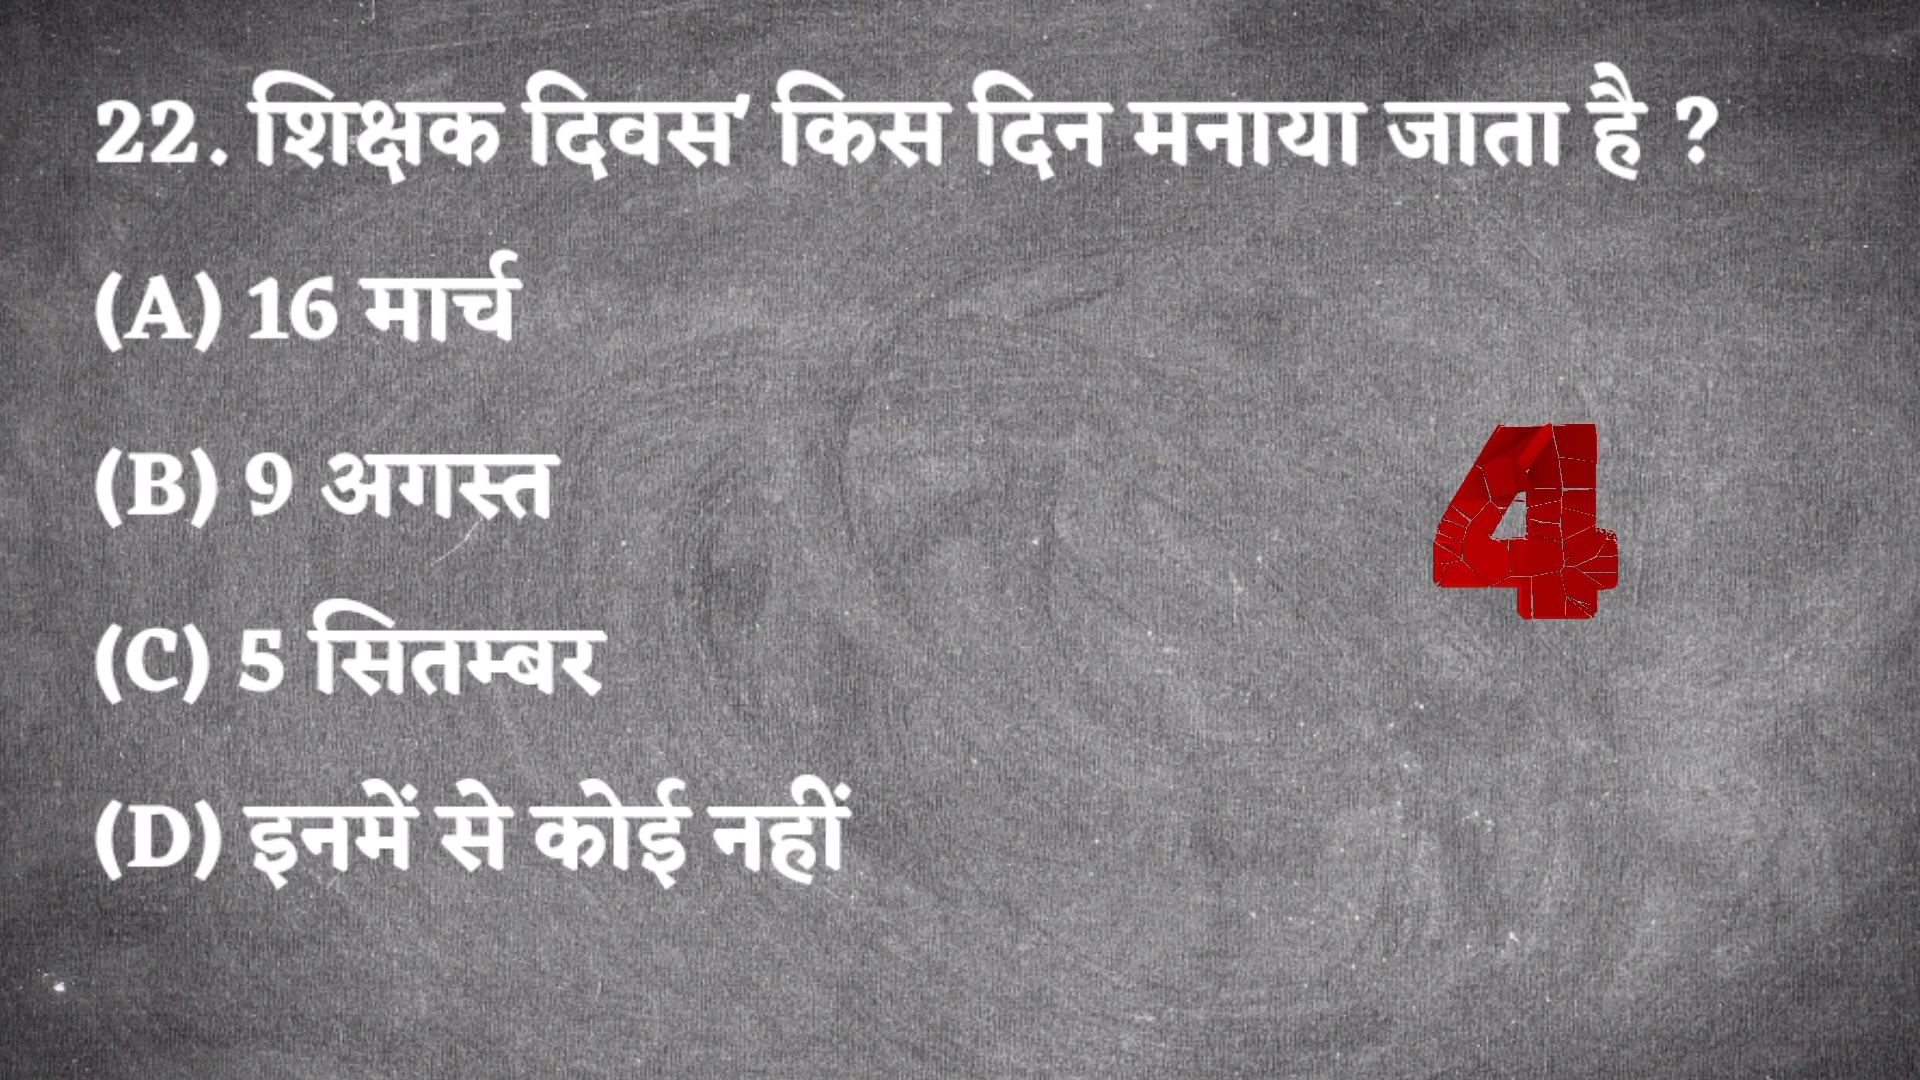 22. शिक्षक दिवस' किस दिन मनाया जाता है ?
(A) 16 मार्च
(B) 9 अगस्त
4
(C) 5 सितम्बर
(D) इनमें से कोई नहीं